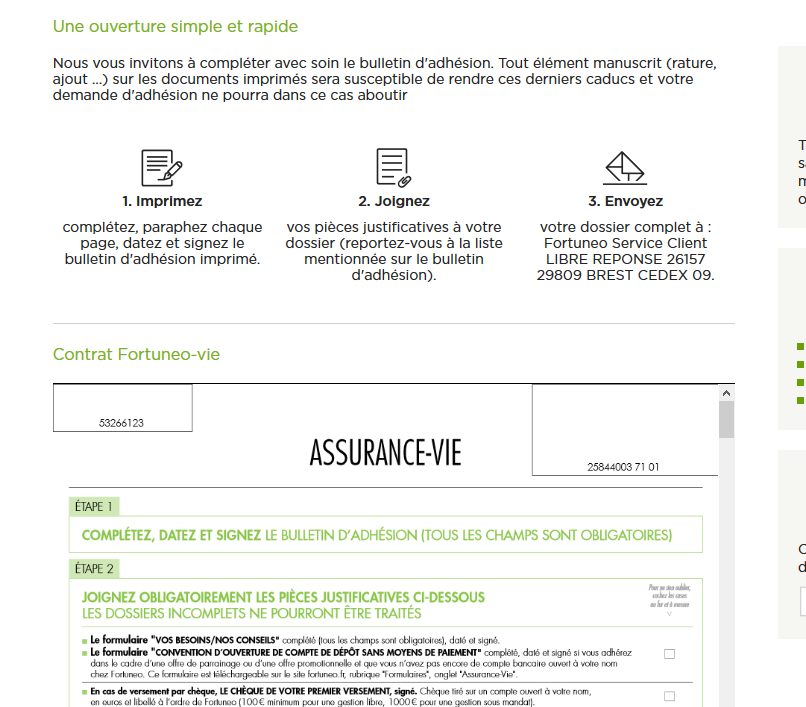 Une ouverture simple et rapide
Nous vous invitons à compléter avec soin le bulletin d'adhésion. Tout élément manuscrit (rature,
ajout ...) sur les documents imprimés sera susceptible de rendre ces derniers caducs et votre
demande d'adhésion ne pourra dans ce cas aboutir
1. Imprimez
complétez, paraphez chaque
page, datez et signez le
bulletin d'adhésion imprimé.
2. Joignez
vos pièces justificatives à votre
dossier (reportez-vous à la liste
mentionnée sur le bulletin
d'adhésion).
3. Envoyez
votre dossier complet à :
Fortuneo Service Client
LIBRE REPONSE 26157
29809 BREST CEDEX 09.
Contrat Fortuneo-vie
53266123
ASSURANCE-VIE
25844003 71 01
ÉTAPE 1
COMPLÉTEZ, DATEZ ET SIGNEZ LE BULLETIN D'ADHÉSION (TOUS LES CHAMPS SONT OBLIGATOIRES)
ÉTAPE 2
JOIGNEZ OBLIGATOIREMENT LES PIÈCES JUSTIFICATIVES CI-DESSOUS
LES DOSSIERS INCOMPLETS NE POURRONT ÊTRE TRAITÉS
Pour ne rien oublier,
cochez les cases
au fur et à mesure
Le formulaire "VOS BESOINS/NOS CONSEILS" complété (tous les champs sont obligatoires), daté et signé.
Le formulaire "CONVENTION D'OUVERTURE DE COMPTE DE DÉPÔT SANS MOYENS DE PAIEMENT" complété, daté et signé si vous adhérez
dans le cadre d'une offre de parrainage ou d'une offre promotionnelle et que vous n'avez pas encore de compte bancaire ouvert à votre nom
chez Fortuneo. Ce formulaire est téléchargeable sur le site fortuneo.fr, rubrique "Formulaires", onglet "Assurance-Vie".
En cas de versement par chèque, LE CHÈQUE DE VOTRE PREMIER VERSEMENT, signé. Chèque tiré sur un compte ouvert à votre nom,
en euros et libellé à l'ordre de Fortuneo (100 € minimum pour une gestion libre, 1000 € pour une gestion sous mandat).